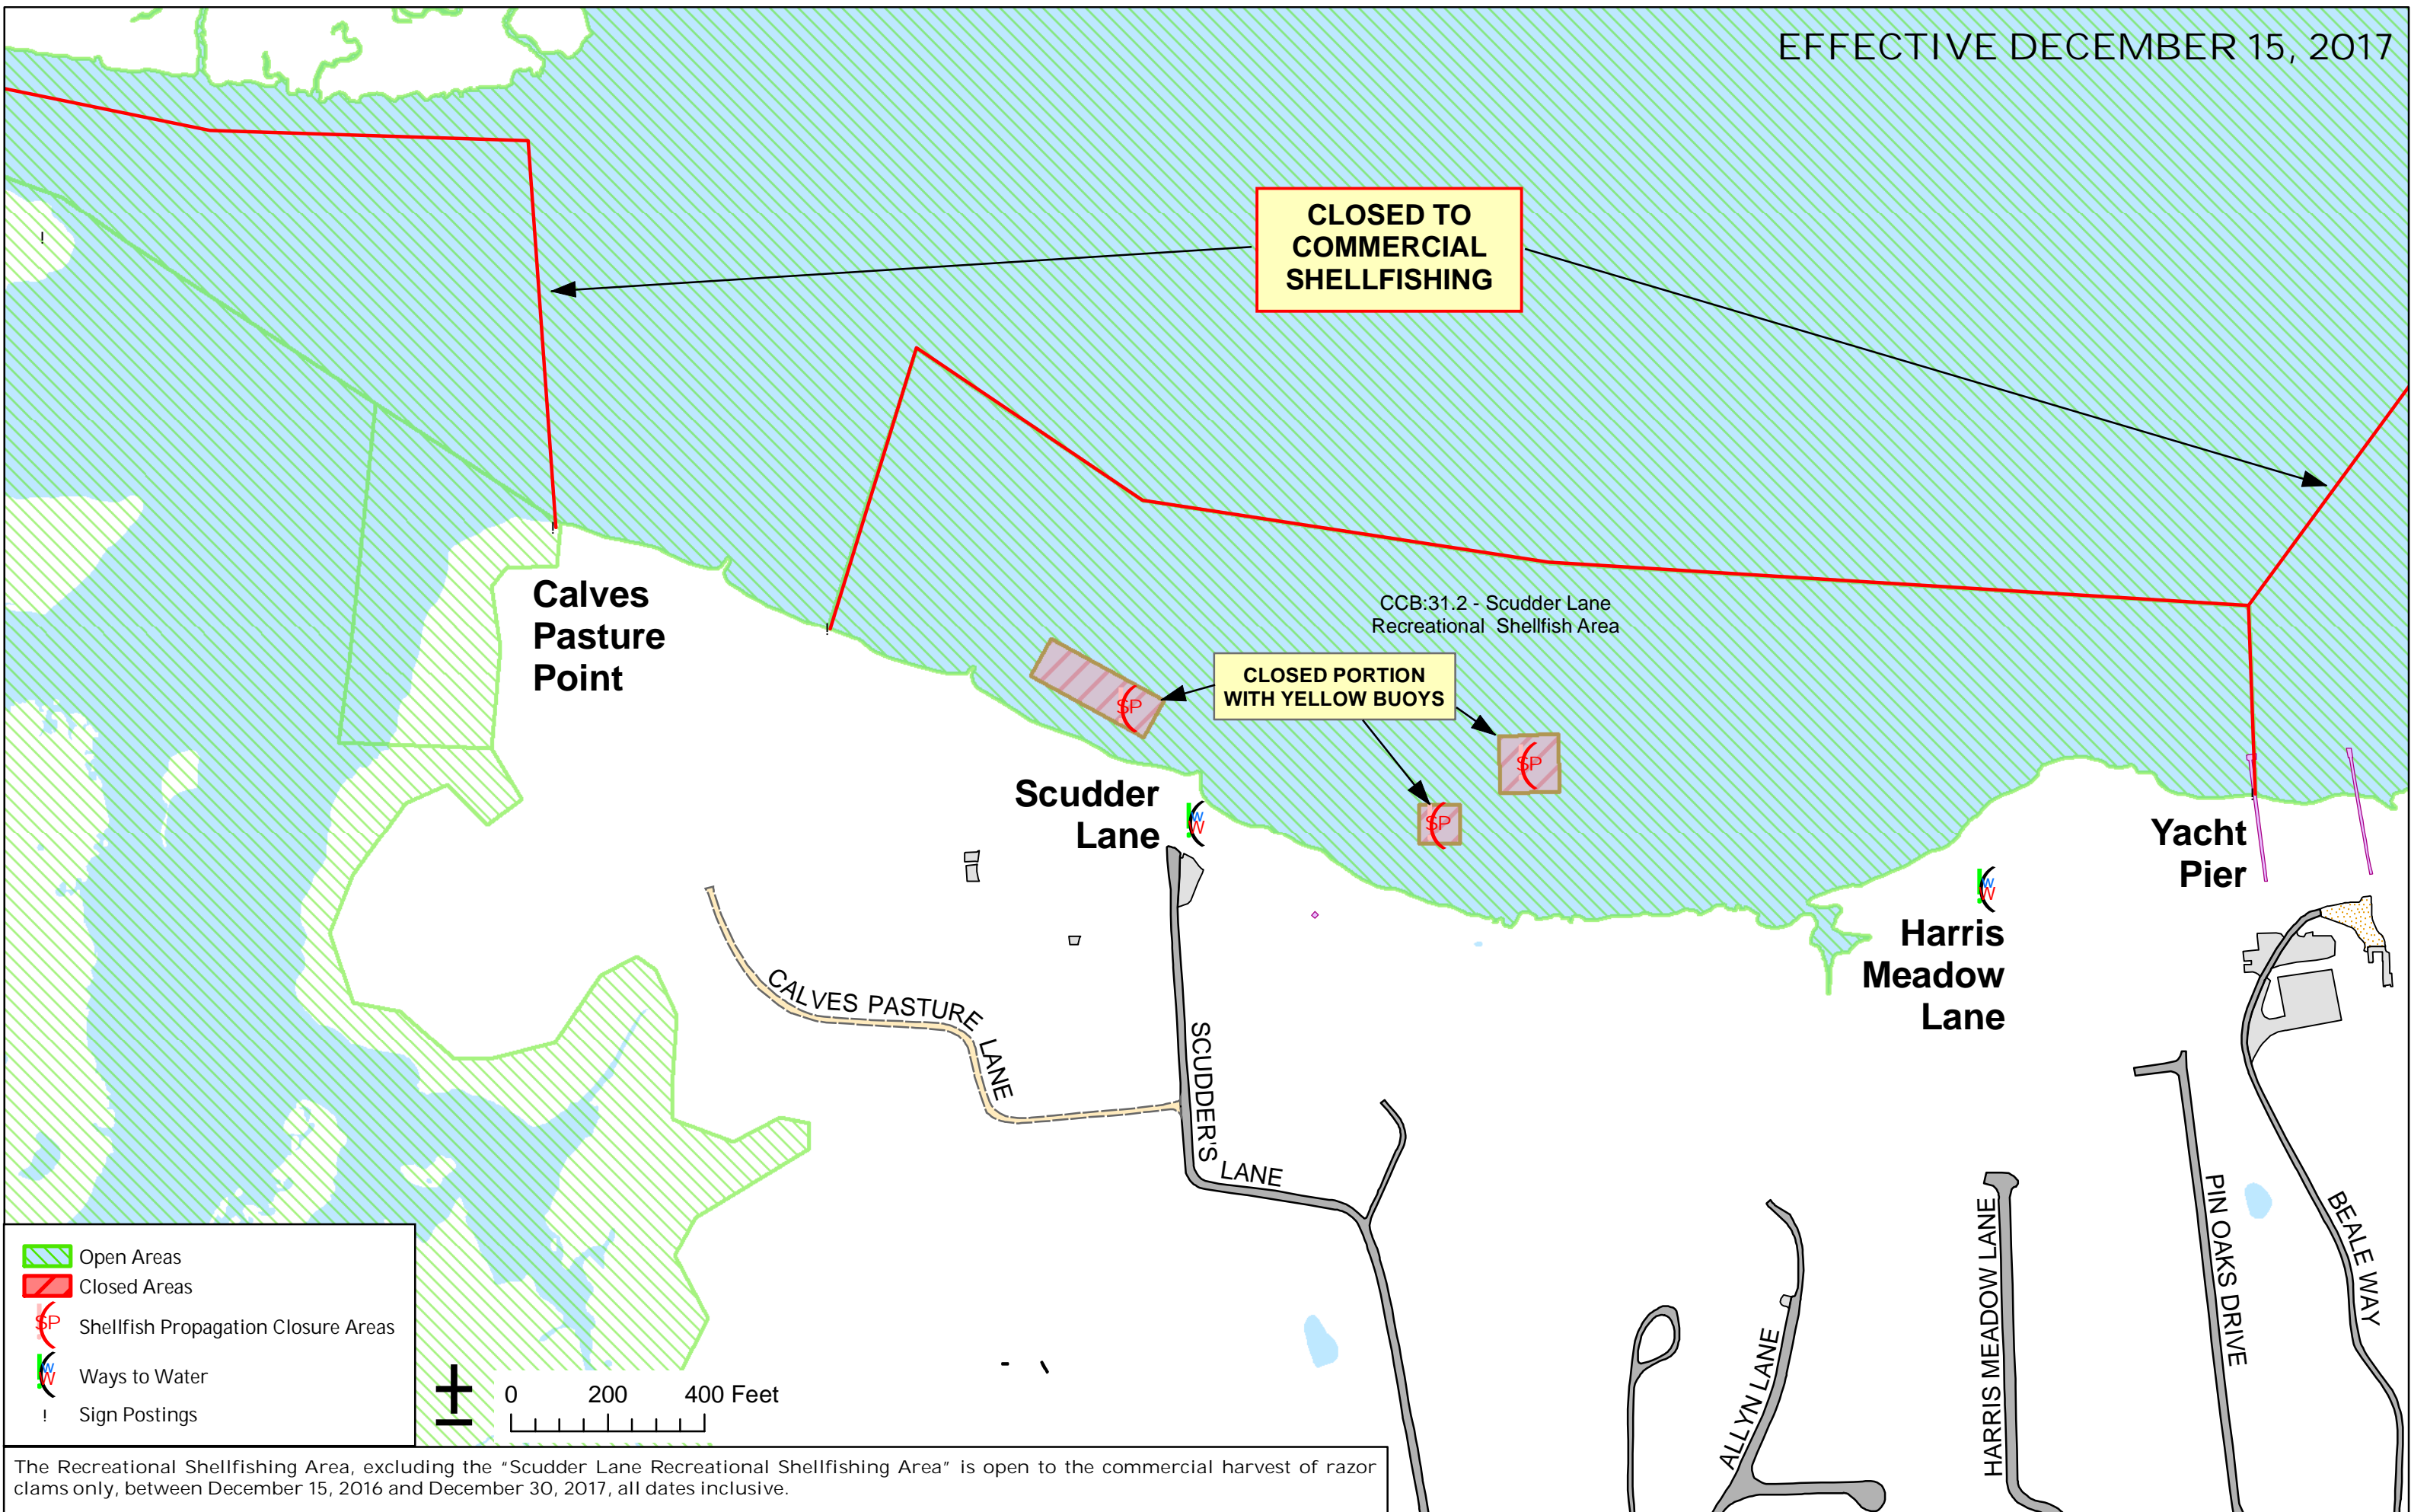 EFFECTIVE DECEMBER 15, 2017
CLOSED TO
COMMERCIAL
SHELLFISHING
Calves
Pasture
Point
CCB:31.2 - Scudder Lane
Recreational Shellfish Area
CLOSED PORTION
WITH YELLOW BUOYS
SP
SP
SP
Scudder
Lane
W
W
Yacht
Pier
W
W
Harris
Meadow
Lane
CALVES PASTURE LANE
SCUDDER'S LANE
ALLYN LANE
HARRIS MEADOW LANE
PIN OAKS DRIVE
BEALE WAY
Open Areas
Closed Areas
SP Shellfish Propagation Closure Areas
W
W Ways to Water
! Sign Postings
±
0 200 400 Feet
The Recreational Shellfishing Area, excluding the "Scudder Lane Recreational Shellfishing Area" is open to the commercial harvest of razor
clams only, between December 15, 2016 and December 30, 2017, all dates inclusive.